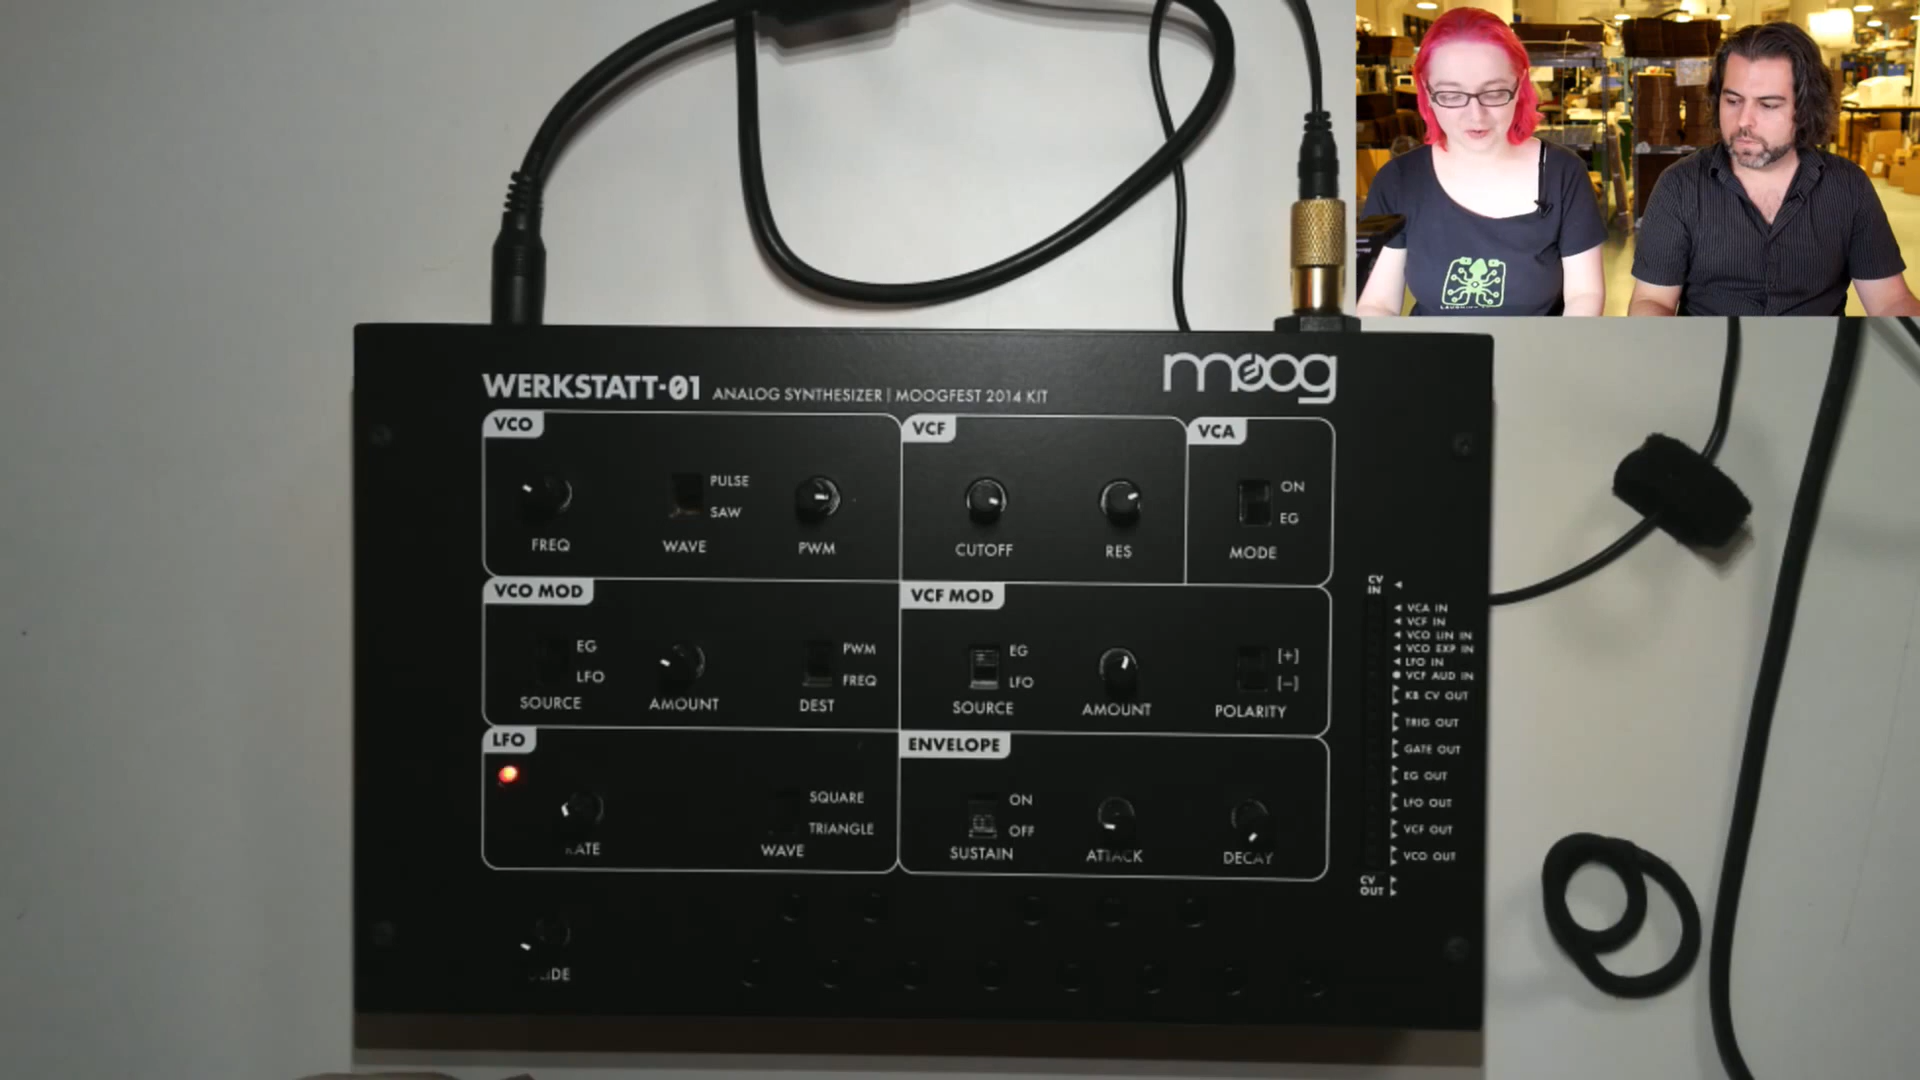 WERKSTATT-01 ANALOG SYNTHESIZER | MOOGFEST 2014 KIT
moog
VCO
VCF
VCA
PULSE
SAW
ON
EG
FREQ
WAVE
PWM
CUTOFF
RES
MODE
VCO MOD
VCF MOD
EG
LFO
PWM
FREQ
EG
LFO
[+]
[-]
SOURCE
AMOUNT
DEST
SOURCE
AMOUNT
POLARITY
LFO
ENVELOPE
SQUARE
TRIANGLE
ON
OFF
RATE
WAVE
SUSTAIN
ATTACK
DECAY
CV IN
VCA IN
VCF IN
VCO LIN IN
VCO EXP IN
LFO IN
VCF AUD IN
KB CV OUT
TRIG OUT
GATE OUT
EG OUT
LFO OUT
VCF OUT
VCO OUT
CV OUT